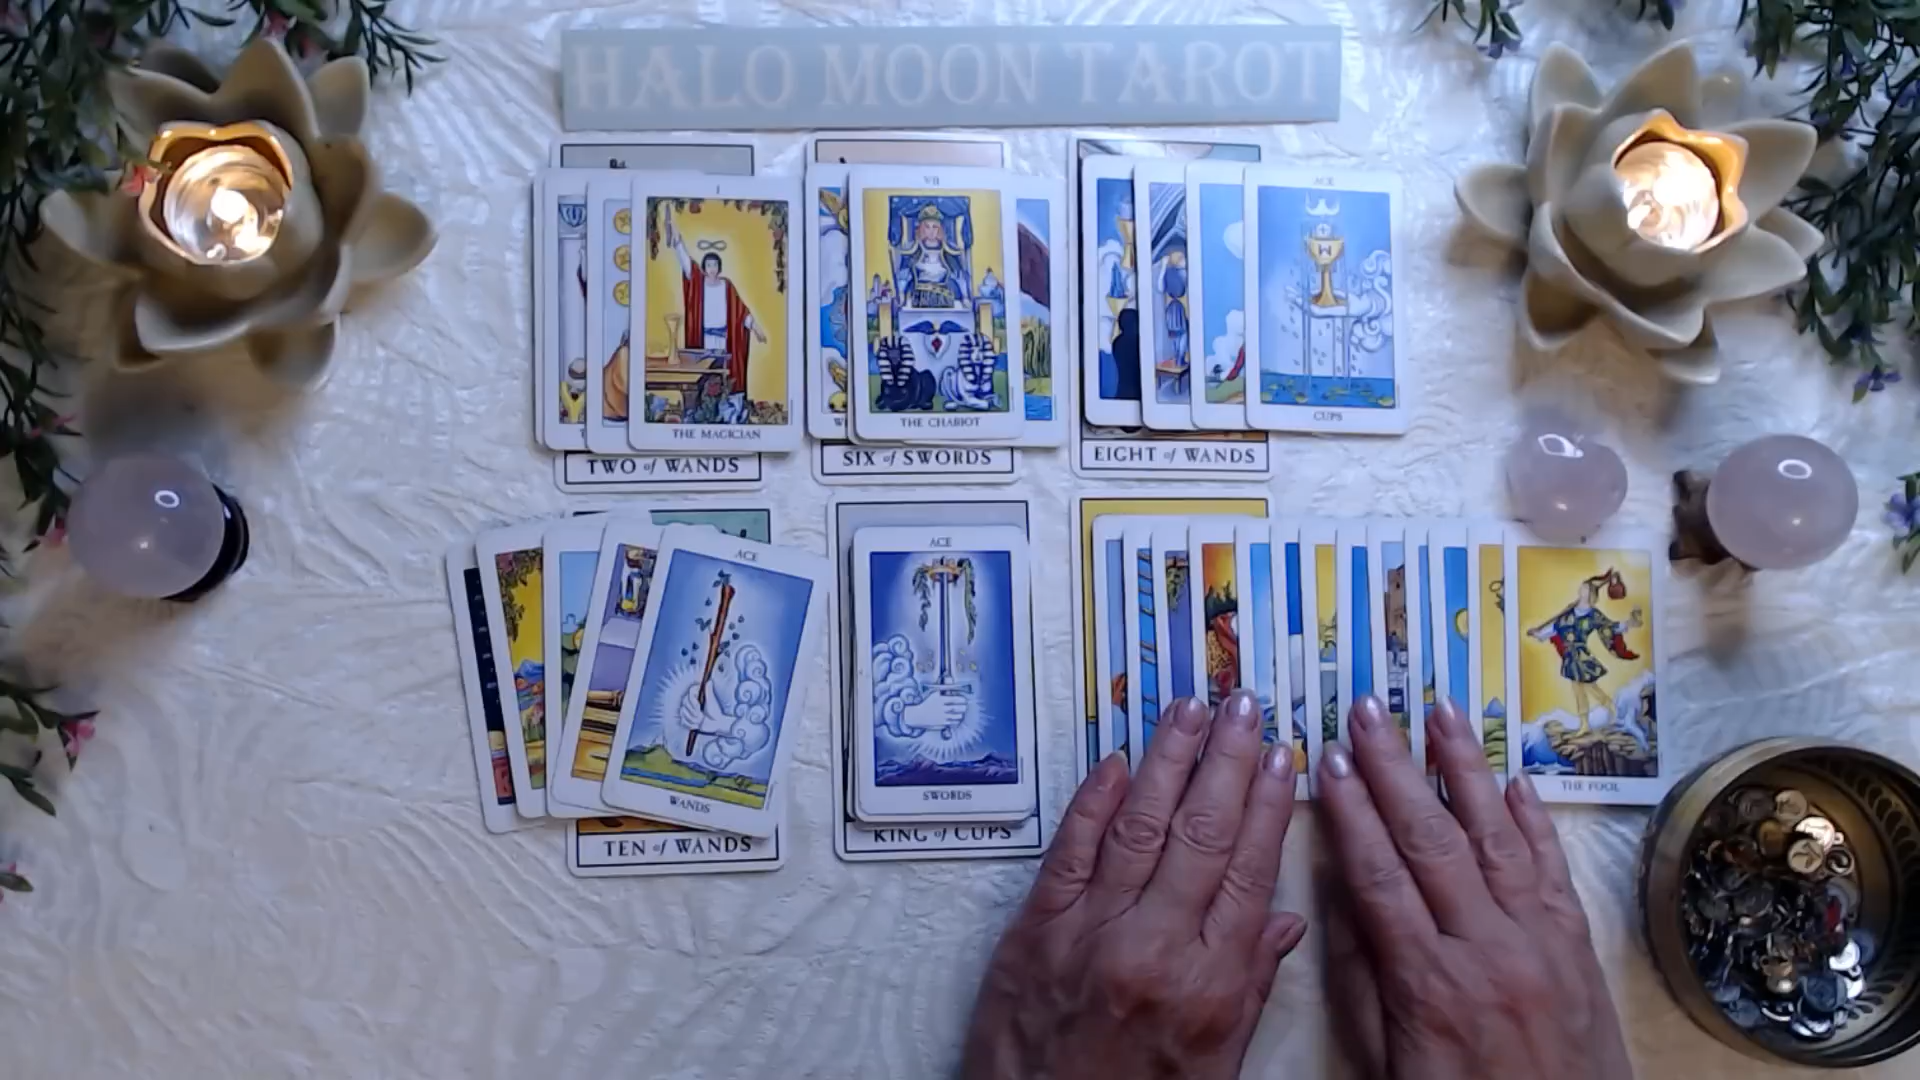 HALO MOON TAROT
I
THE MAGICIAN
TWO of WANDS
VII
THE CHARIOT
SIX of SWORDS
ACE
CUPS
EIGHT of WANDS
ACE
WANDS
TEN of WANDS
ACE
SWORDS
KING of CUPS
THE FOOL